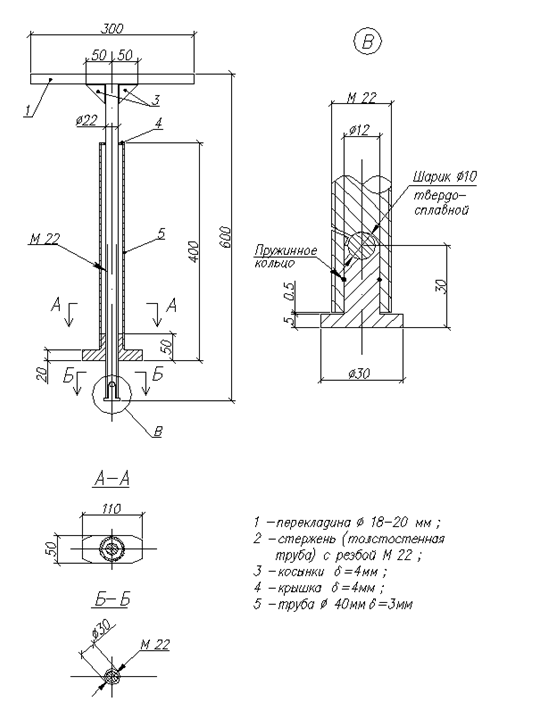 300
50 50
3
1
Ø22
4
М 22
5
400
600
А А
50
20
Б Б
В
В
М 22
Ø12
Шарик Ø10
твердо-
сплавной
Пружинное
кольцо
0.5
5
30
Ø30
А-А
110
50
Б-Б
Ø30
М 22
1 -перекладина Ø 18-20 мм ;
2 -стержень (толстостенная
труба) с резбой М 22 ;
3 -косынки δ=4мм ;
4 -крышка δ=4мм ;
5 -труба Ø 40мм δ=3мм